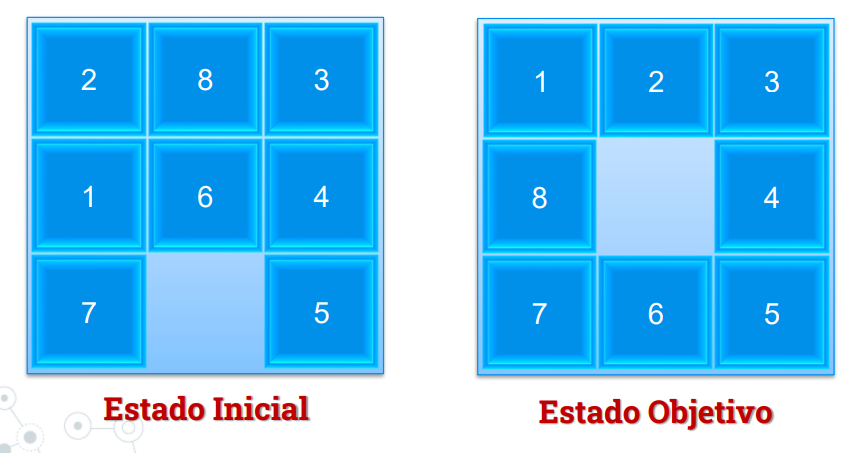 2 8 3
1 6 4
7 5
Estado Inicial
1 2 3
8 4
7 6 5
Estado Objetivo